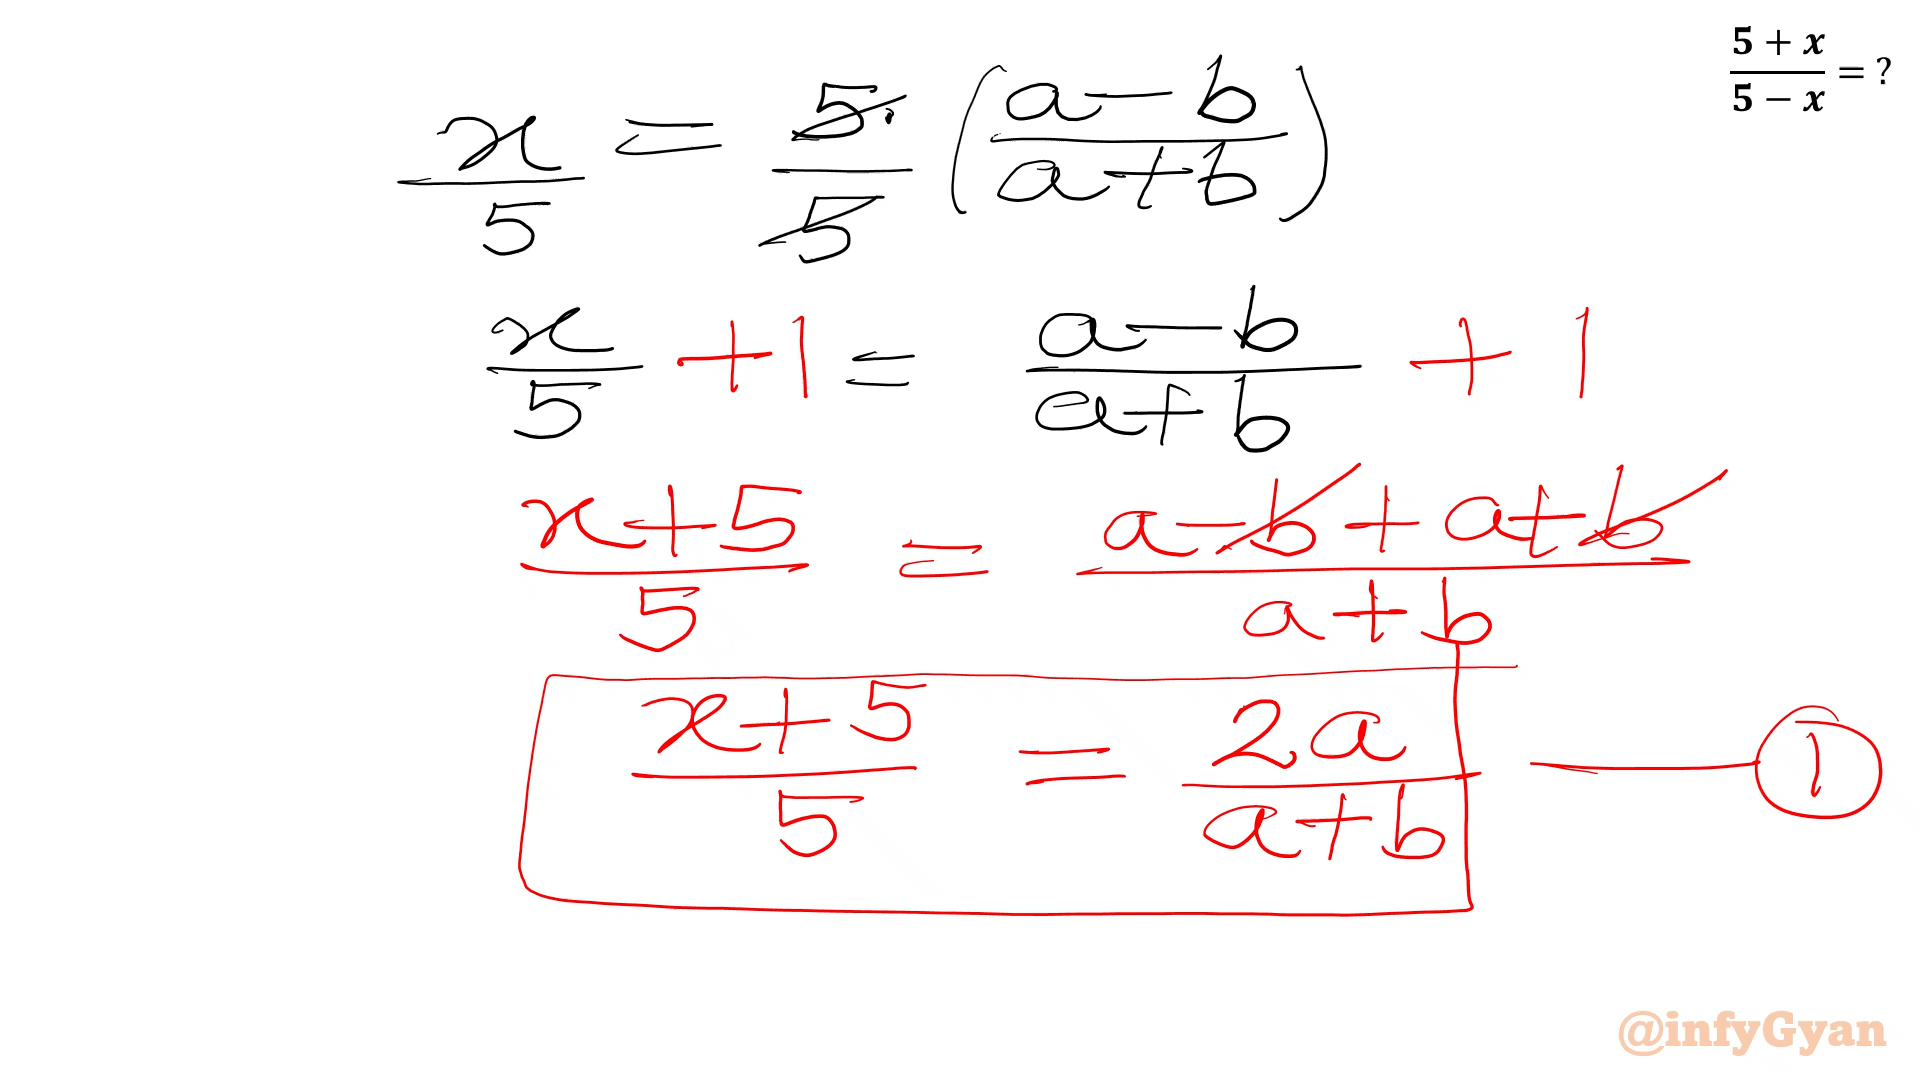 (5 + x)/(5 − x) = ?
x/5 = 5·/5 ((a − b)/(a + b))
x/5 + 1 = (a − b)/(a + b) + 1
(x + 5)/5 = (a − b + a + b)/(a + b)
(x + 5)/5 = 2a/(a + b) — 1
@infyGyan